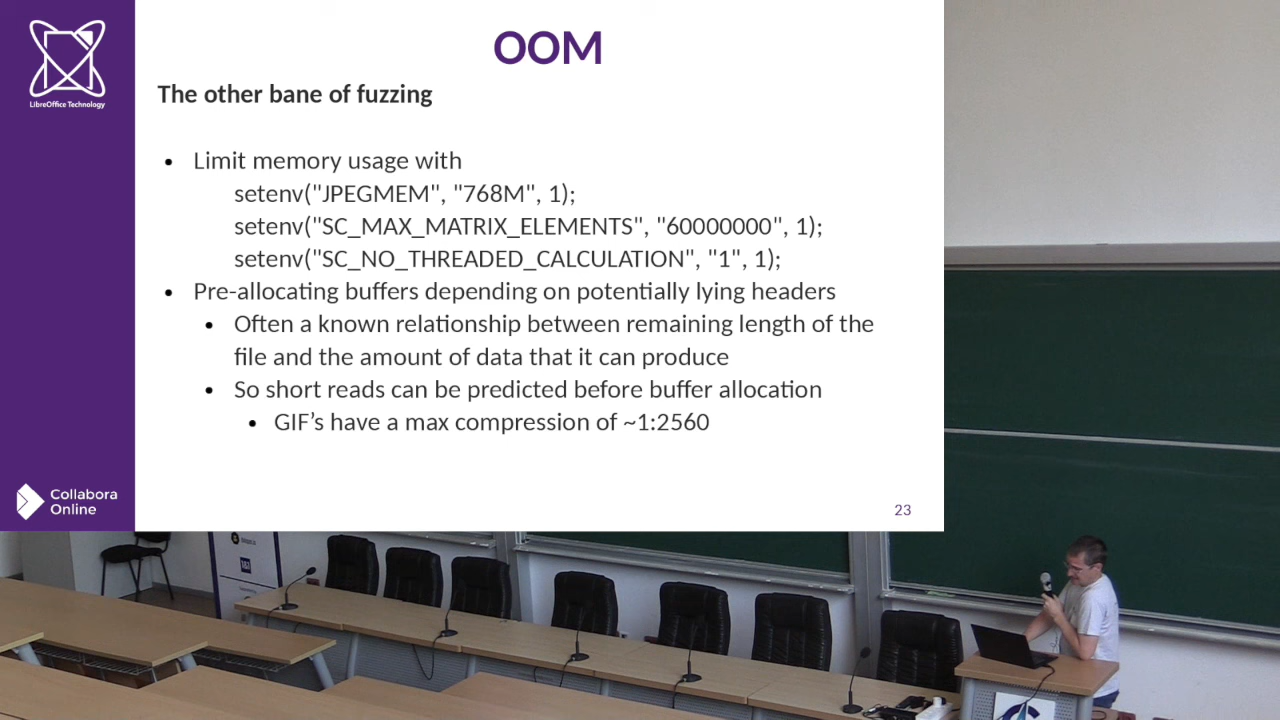 LibreOffice Technology
OOM
The other bane of fuzzing
• Limit memory usage with
setenv("JPEGMEM", "768M", 1);
setenv("SC_MAX_MATRIX_ELEMENTS", "60000000", 1);
setenv("SC_NO_THREADED_CALCULATION", "1", 1);
• Pre-allocating buffers depending on potentially lying headers
• Often a known relationship between remaining length of the
file and the amount of data that it can produce
• So short reads can be predicted before buffer allocation
• GIF’s have a max compression of ~1:2560
Collabora
Online
23